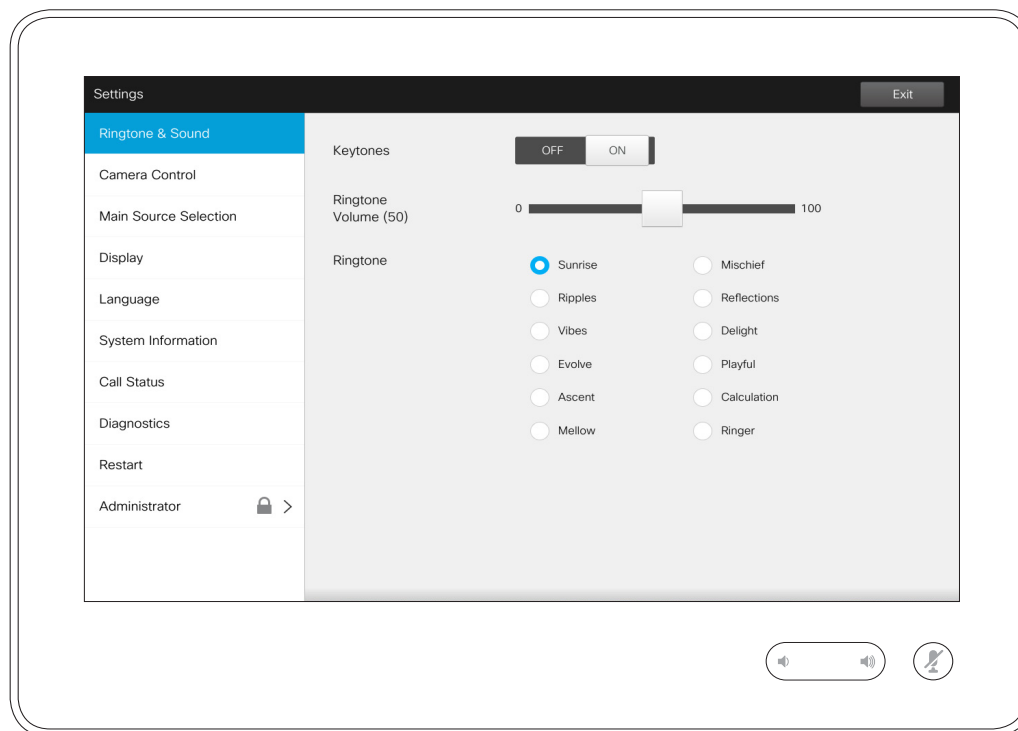 Settings
Exit
Ringtone & Sound
Camera Control
Main Source Selection
Display
Language
System Information
Call Status
Diagnostics
Restart
Administrator
Keytones
OFF ON
Ringtone
Volume (50)
0 100
Ringtone
Sunrise Mischief
Ripples Reflections
Vibes Delight
Evolve Playful
Ascent Calculation
Mellow Ringer